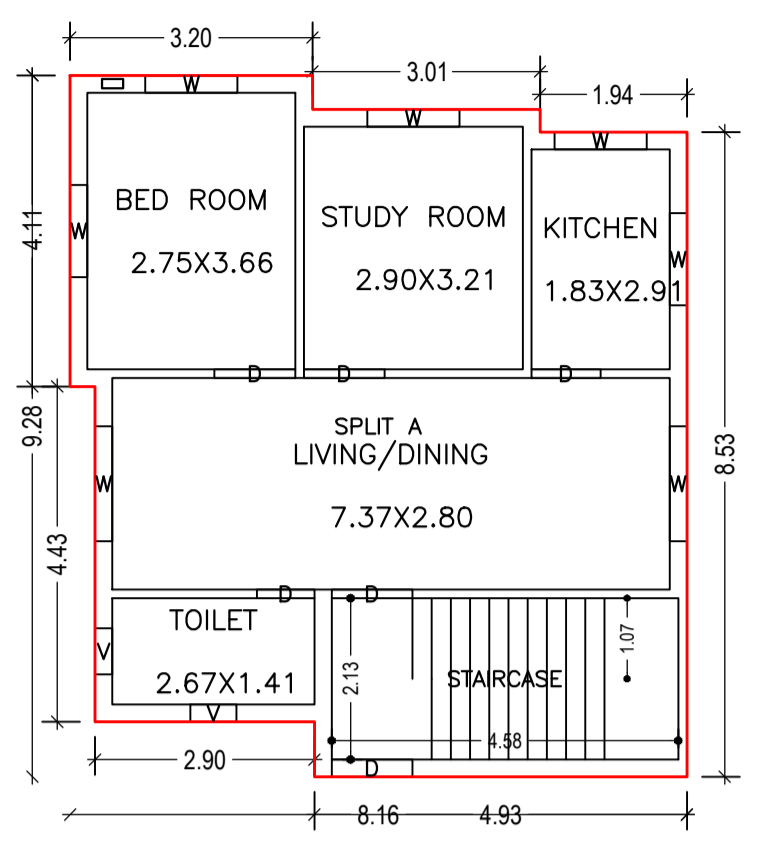 3.20
3.01
1.94
W
W
W
BED ROOM
STUDY ROOM
KITCHEN
4.11
W
W
2.75X3.66
2.90X3.21
1.83X2.91
D
D
D
9.28
SPLIT A
LIVING/DINING
8.53
W
W
7.37X2.80
4.43
D
D
TOILET
1.07
V
2.13
STAIRCASE
2.67X1.41
V
4.58
2.90
D
8.16
4.93